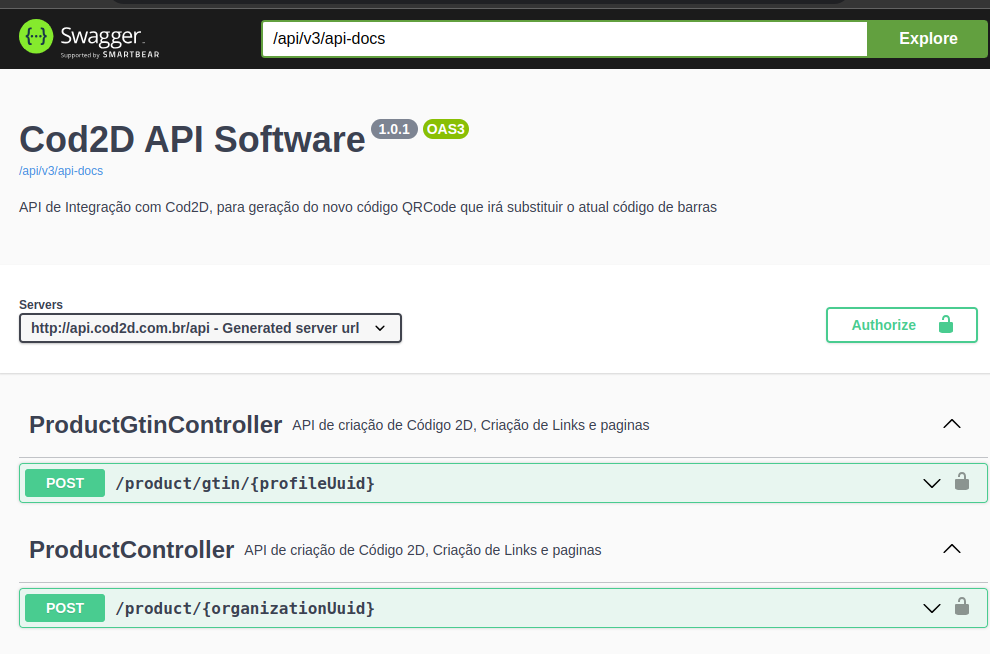 Swagger.
Supported by SMARTBEAR
/api/v3/api-docs
Explore
Cod2D API Software 1.0.1 OAS3
/api/v3/api-docs
API de Integração com Cod2D, para geração do novo código QRCode que irá substituir o atual código de barras
Servers
http://api.cod2d.com.br/api - Generated server url
Authorize
ProductGtinController API de criação de Código 2D, Criação de Links e paginas
POST /product/gtin/{profileUuid}
ProductController API de criação de Código 2D, Criação de Links e paginas
POST /product/{organizationUuid}